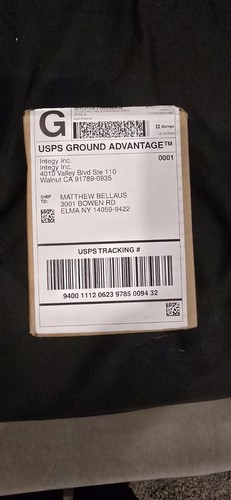 G
USPS GROUND ADVANTAGE™
Integy Inc.
0001
Integy Inc.
4010 Valley Blvd Ste 110
Walnut CA 91789-0935
SHIP
TO:
MATTHEW BELLAUS
3001 BOWEN RD
ELMA NY 14059-9422
USPS TRACKING #
9400 1112 0623 9785 0094 32